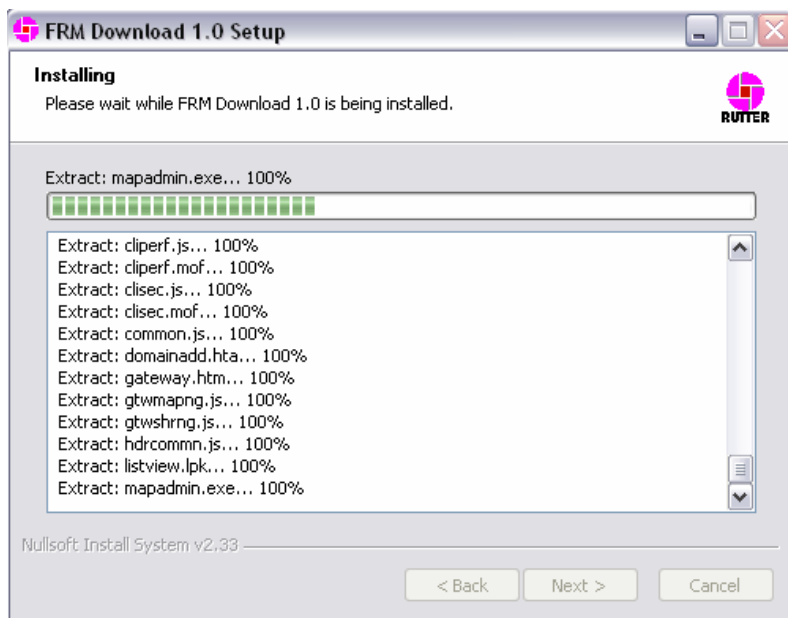 FRM Download 1.0 Setup
Installing
Please wait while FRM Download 1.0 is being installed.
RUTTER
Extract: mapadmin.exe... 100%
Extract: cliperf.js... 100%
Extract: cliperf.mof... 100%
Extract: clisec.js... 100%
Extract: clisec.mof... 100%
Extract: common.js... 100%
Extract: domainadd.hta... 100%
Extract: gateway.htm... 100%
Extract: gtwmapng.js... 100%
Extract: gtwshrng.js... 100%
Extract: hdrcommn.js... 100%
Extract: listview.lpk... 100%
Extract: mapadmin.exe... 100%
Nullsoft Install System v2.33
< Back Next > Cancel